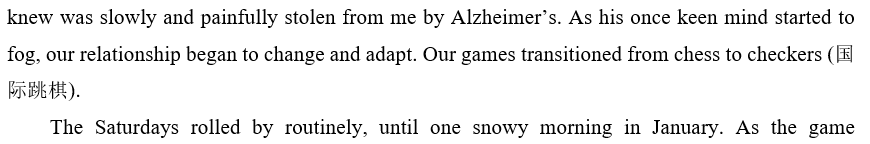 knew was slowly and painfully stolen from me by Alzheimer’s. As his once keen mind started to
fog, our relationship began to change and adapt. Our games transitioned from chess to checkers (国
际跳棋).
The Saturdays rolled by routinely, until one snowy morning in January. As the game